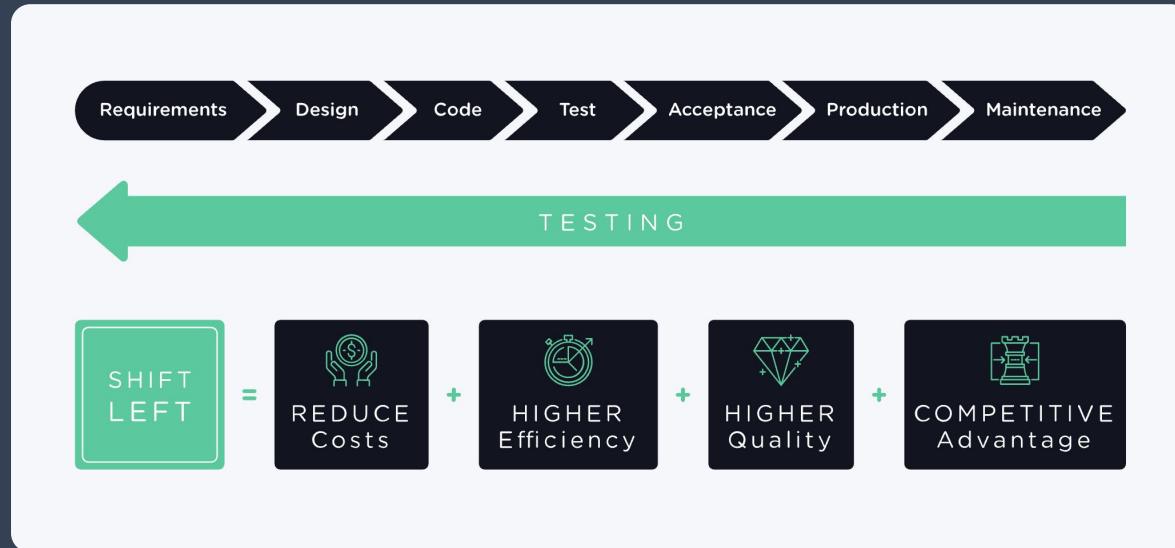 Requirements Design Code Test Acceptance Production Maintenance
TESTING
SHIFT
LEFT
=
REDUCE
Costs
+
HIGHER
Efficiency
+
HIGHER
Quality
+
COMPETITIVE
Advantage